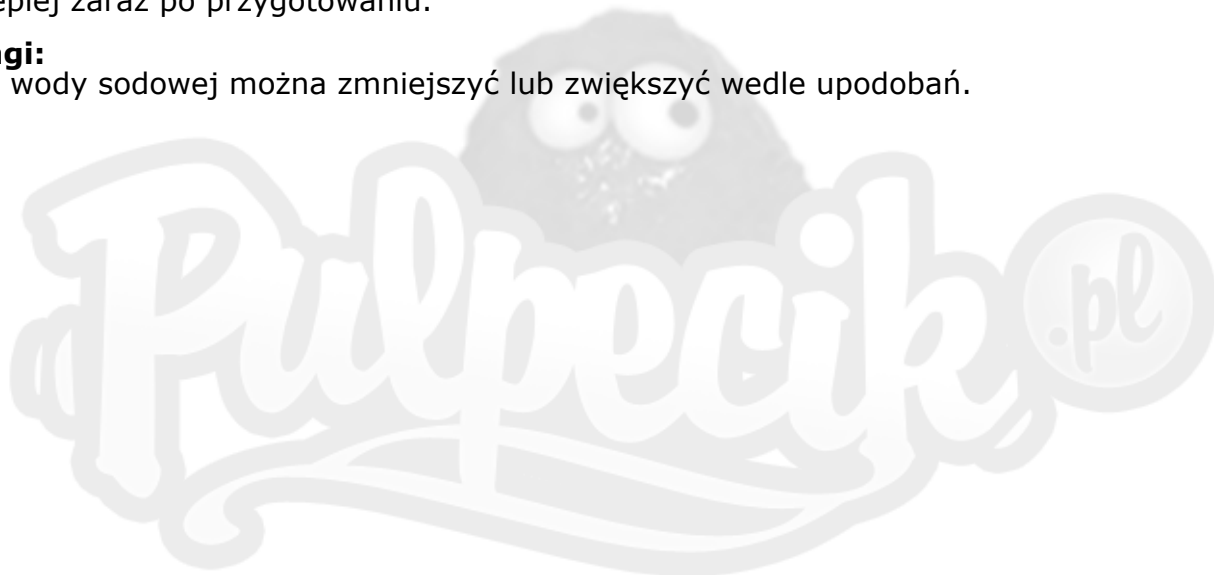 epiej zaraz po przygotowaniu.
gi:
wody sodowej można zmniejszyć lub zwiększyć wedle upodobań.
Pulpecik.pl